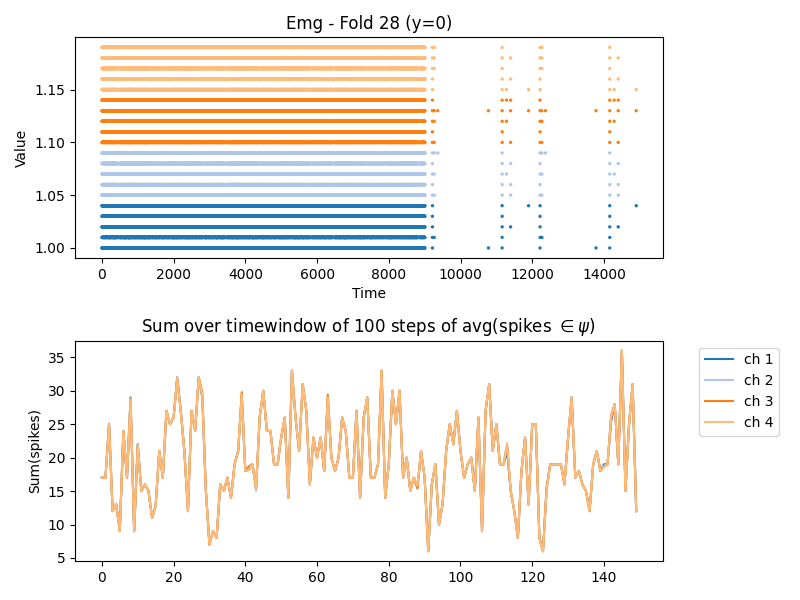 Emg - Fold 28 (y=0)
Value
1.15
1.10
1.05
1.00
0 2000 4000 6000 8000 10000 12000 14000
Time
Sum over timewindow of 100 steps of avg(spikes ∈ψ)
Sum(spikes)
35
30
25
20
15
10
5
0 20 40 60 80 100 120 140
ch 1
ch 2
ch 3
ch 4